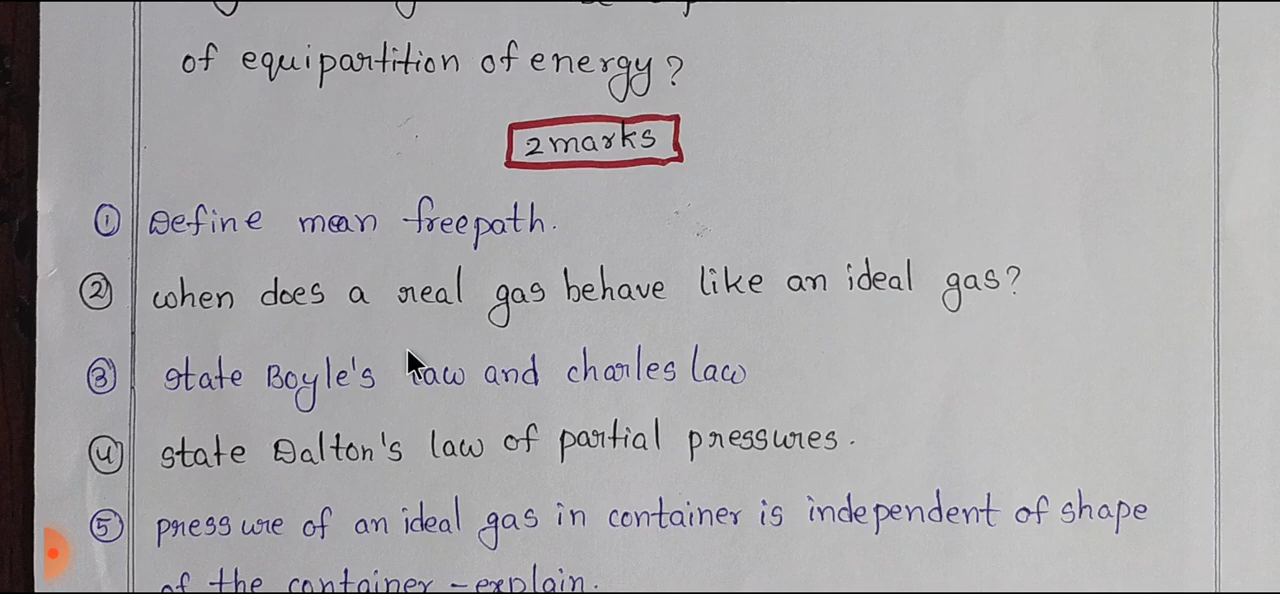 of equipartition of energy?
2 marks
① Define mean freepath.
② when does a real gas behave like an ideal gas?
③ state Boyle's law and charles law
④ state Dalton's law of partial pressures.
⑤ pressure of an ideal gas in container is independent of shape
of the container - explain.